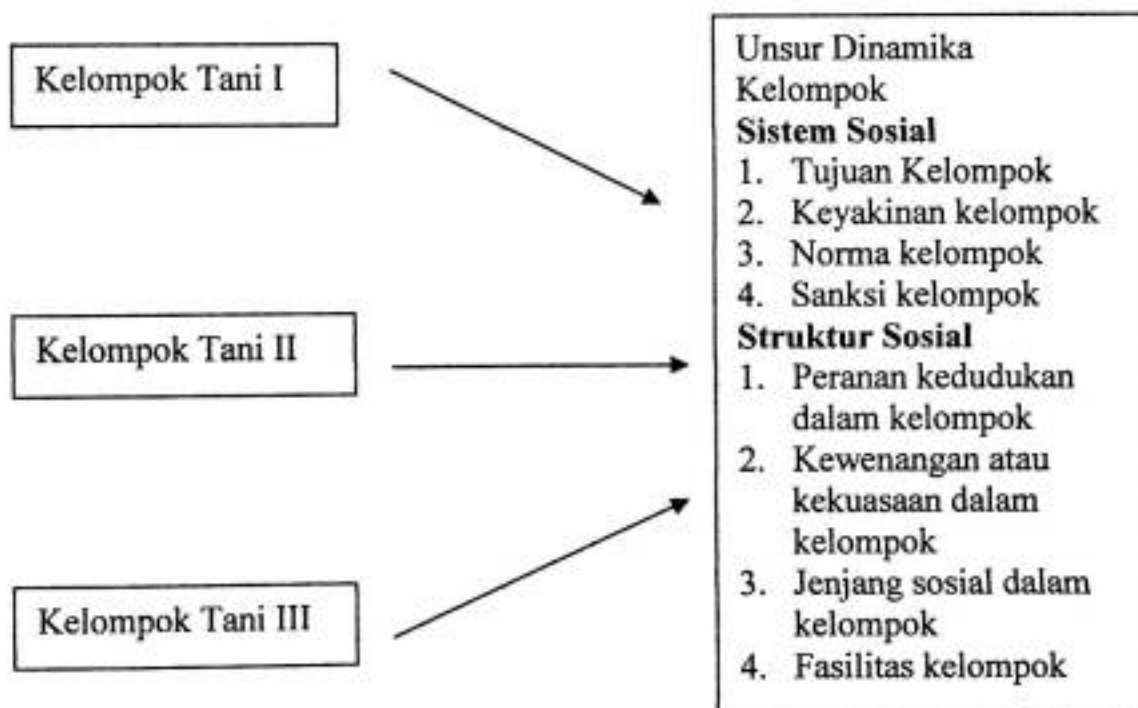 Kelompok Tani I
Kelompok Tani II
Kelompok Tani III
Unsur Dinamika
Kelompok
Sistem Sosial
1. Tujuan Kelompok
2. Keyakinan kelompok
3. Norma kelompok
4. Sanksi kelompok
Struktur Sosial
1. Peranan kedudukan
dalam kelompok
2. Kewenangan atau
kekuasaan dalam
kelompok
3. Jenjang sosial dalam
kelompok
4. Fasilitas kelompok